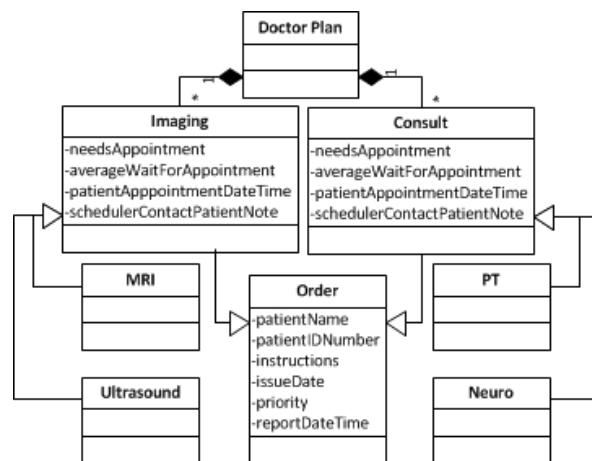 Doctor Plan
1
1
*
*
Imaging
-needsAppointment
-averageWaitForAppointment
-patientApppointmentDateTime
-schedulerContactPatientNote
Consult
-needsAppointment
-averageWaitForAppointment
-patientAppointmentDateTime
-schedulerContactPatientNote
MRI
Order
-patientName
-patientIDNumber
-instructions
-issueDate
-priority
-reportDateTime
PT
Ultrasound
Neuro